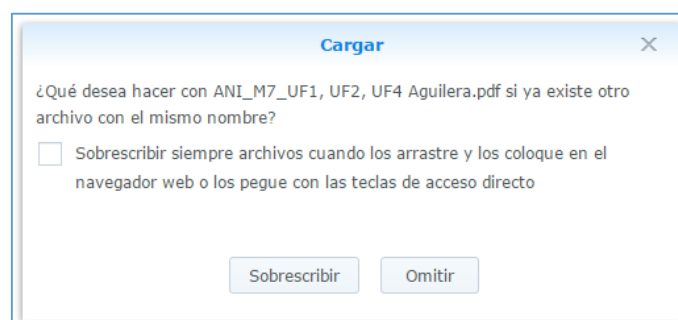 Cargar
¿Qué desea hacer con ANI_M7_UF1, UF2, UF4 Aguilera.pdf si ya existe otro
archivo con el mismo nombre?
Sobrescribir siempre archivos cuando los arrastre y los coloque en el
navegador web o los pegue con las teclas de acceso directo
Sobrescribir Omitir